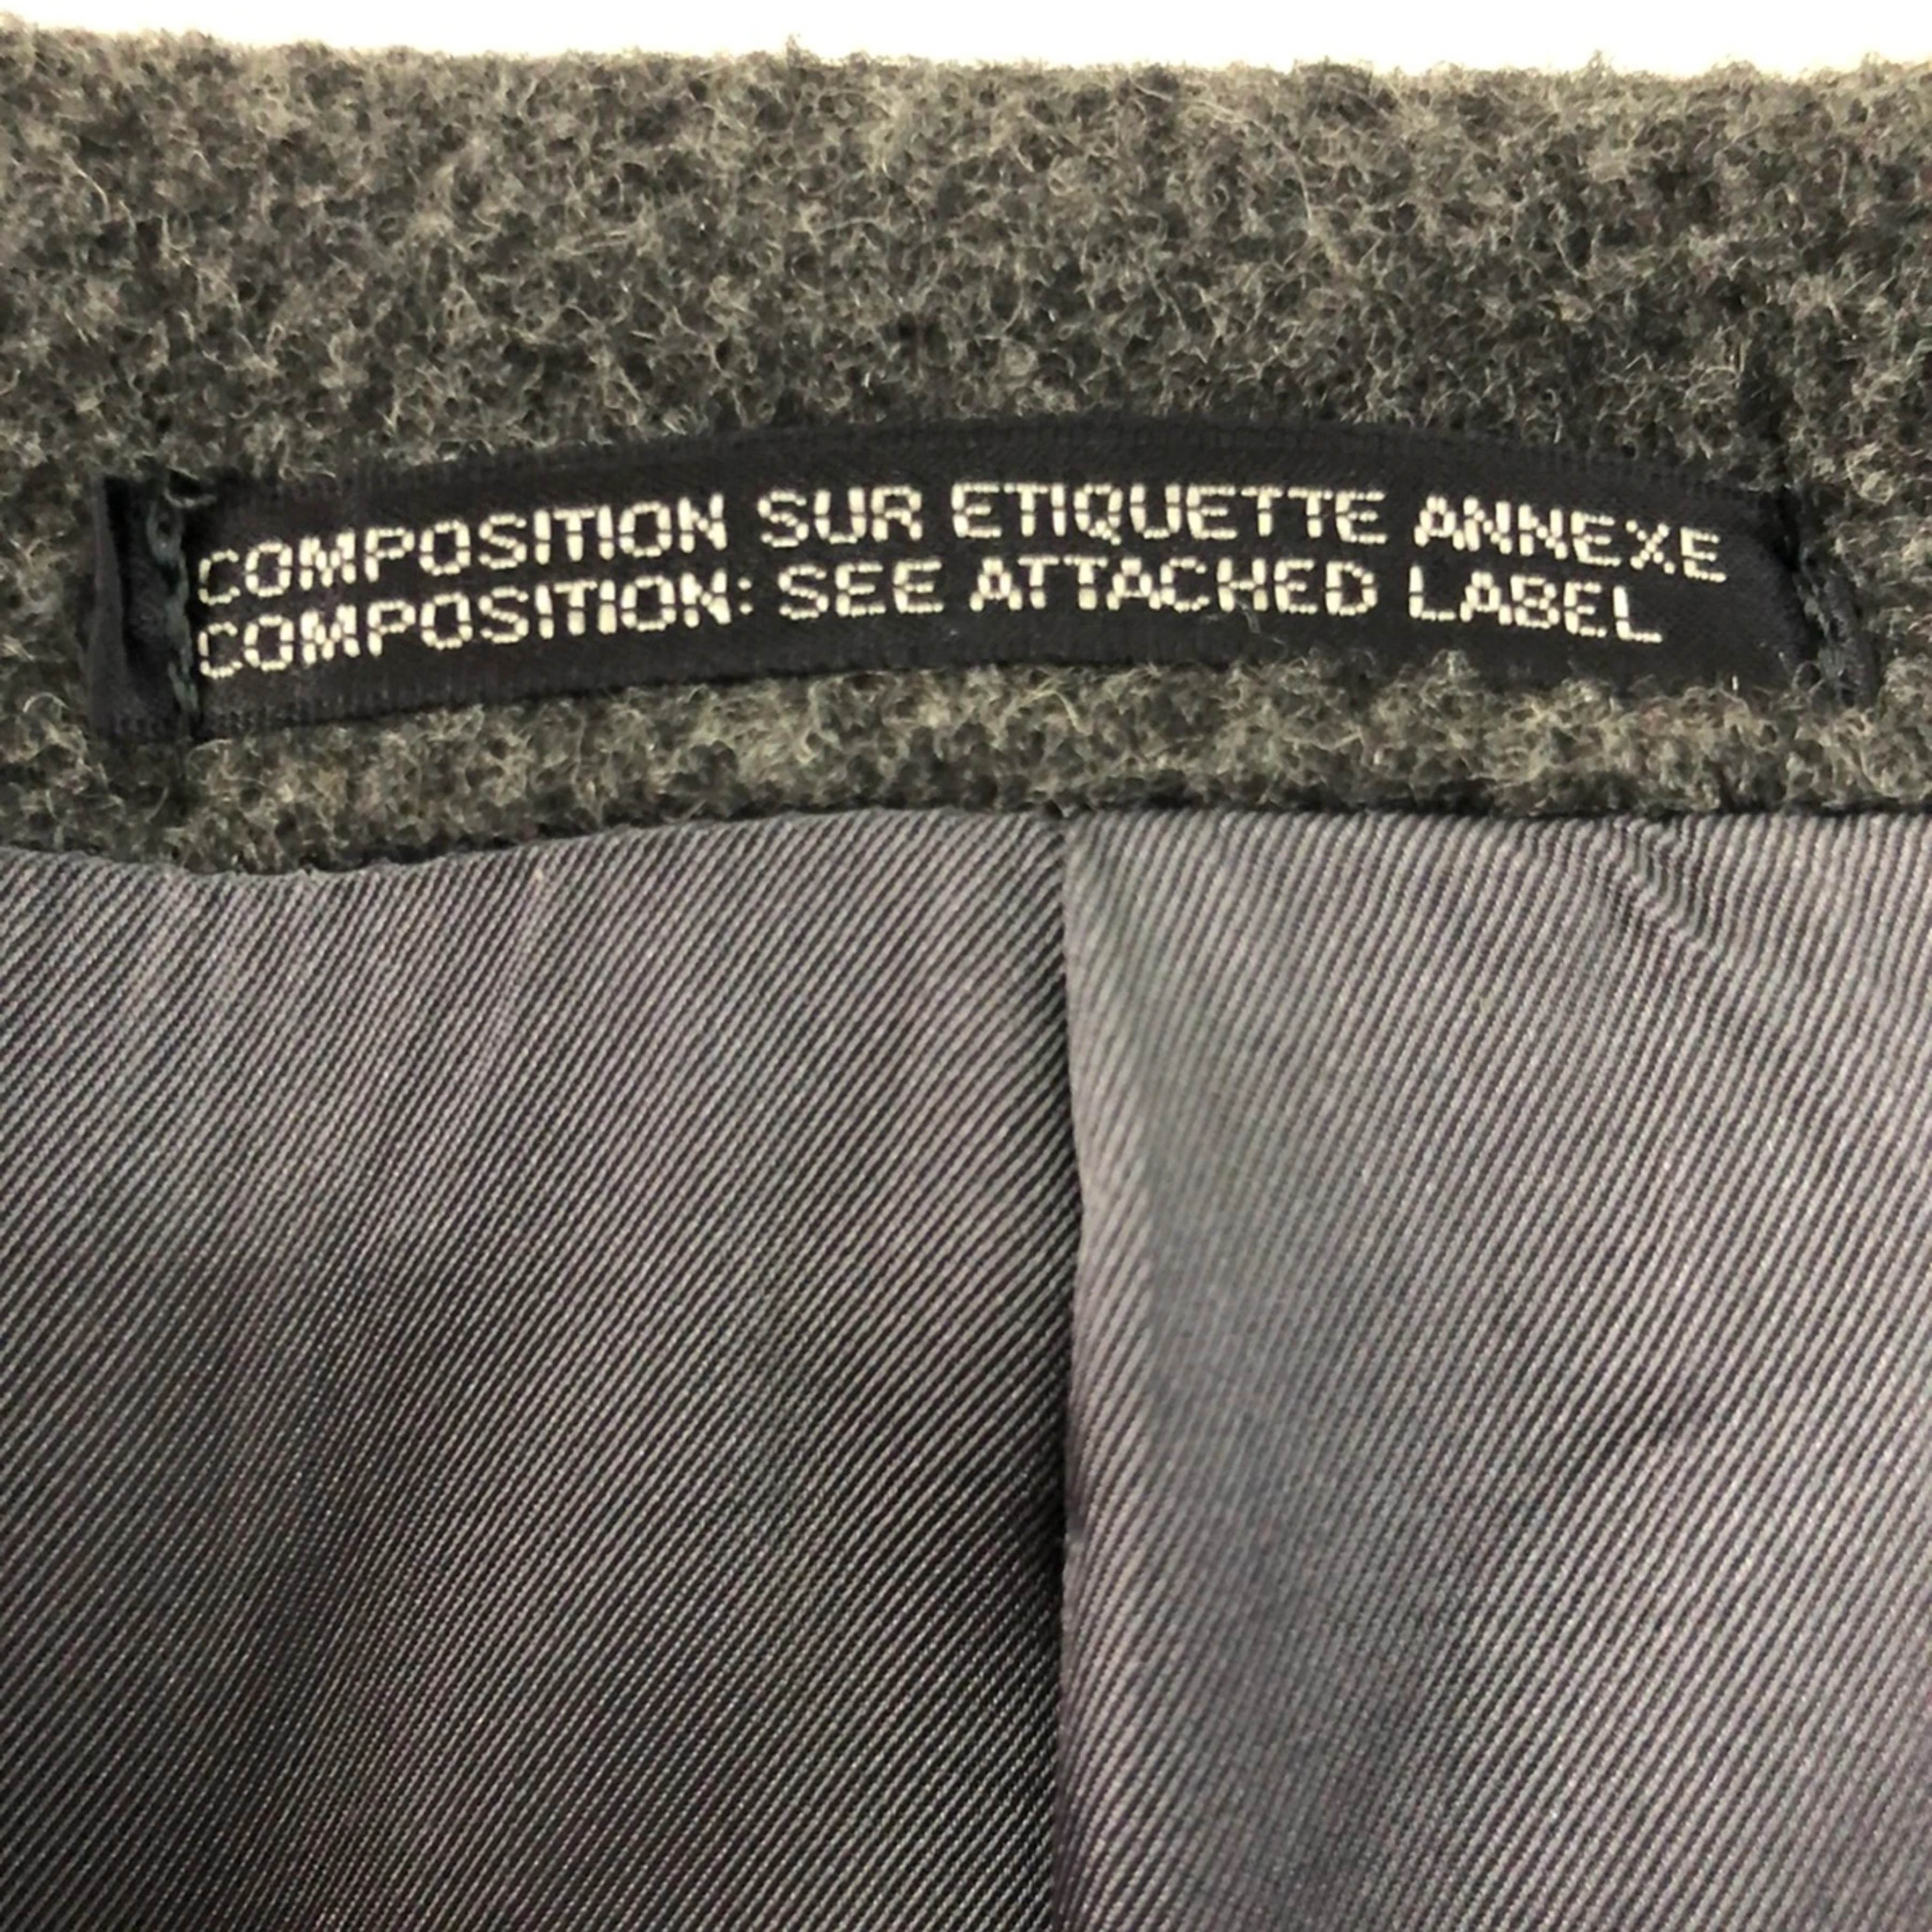 COMPOSITION SUR ETIQUETTE ANNEXE
COMPOSITION: SEE ATTACHED LABEL